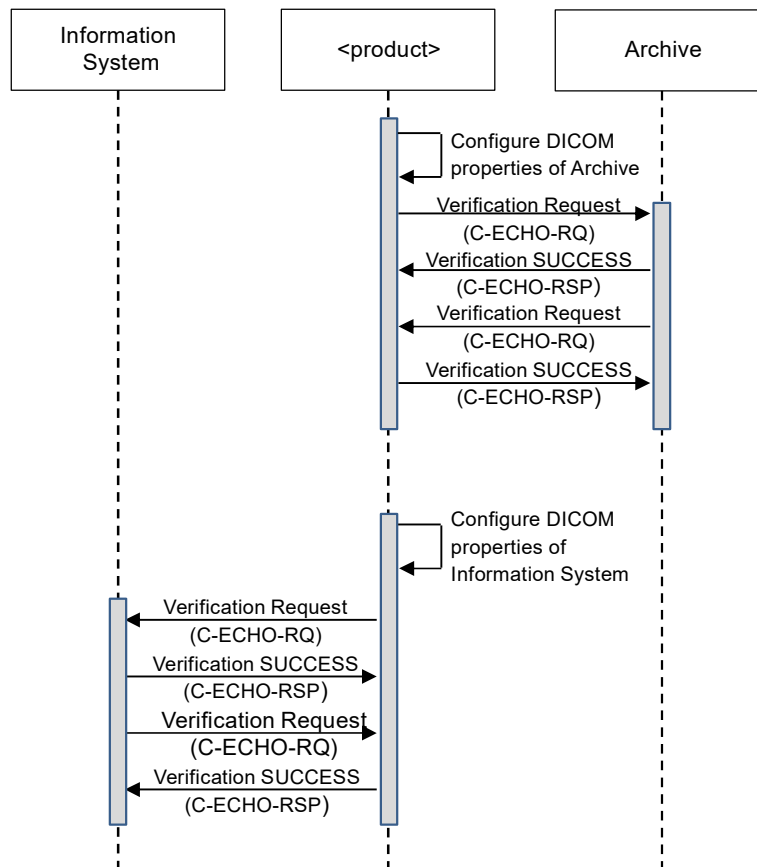 Information
System
<product>
Archive
Configure DICOM
properties of Archive
Verification Request
(C-ECHO-RQ)
Verification SUCCESS
(C-ECHO-RSP)
Verification Request
(C-ECHO-RQ)
Verification SUCCESS
(C-ECHO-RSP)
Configure DICOM
properties of
Information System
Verification Request
(C-ECHO-RQ)
Verification SUCCESS
(C-ECHO-RSP)
Verification Request
(C-ECHO-RQ)
Verification SUCCESS
(C-ECHO-RSP)